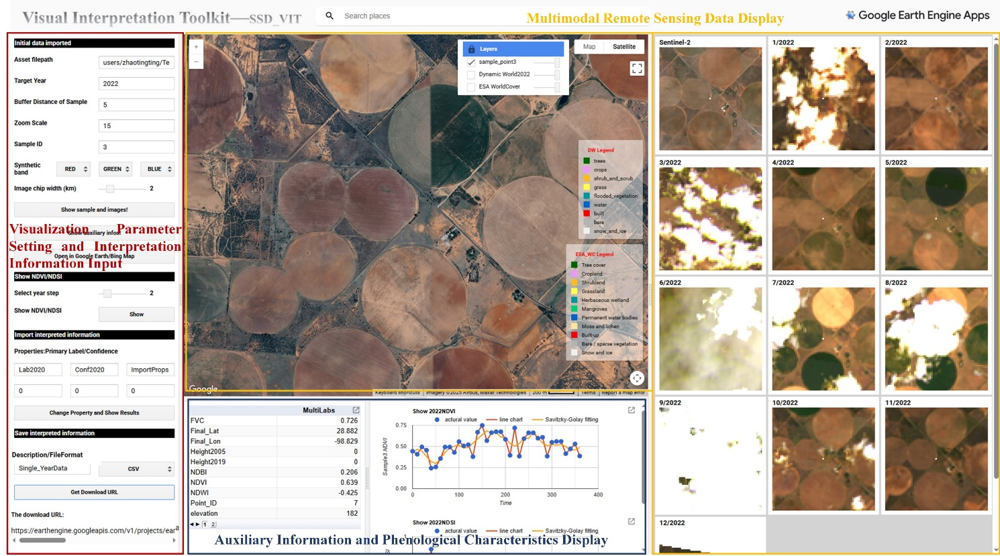 Visual Interpretation Toolkit—SSD_VIT
Search places
Multimodal Remote Sensing Data Display
Google Earth Engine Apps
Initial data imported
Asset filepath
users/zhaotingting/Te
Target Year
2022
Buffer Distance of Sample
5
Zoom Scale
15
Sample ID
3
Synthetic band
RED
GREEN
BLUE
Image chip width (km)
2
Show sample and images!
Show auxiliary infos!
Open in Google Earth/Bing Map
Visualization Parameter
Setting and Interpretation
Information Input
Show NDVI/NDSI
Select year step
2
Show NDVI/NDSI
Show
Import interpreted information
Properties:Primary Label/Confidence
Lab2020
Conf2020
ImportProps
0
0
0
Change Property and Show Results
Save interpreted information
Description/FileFormat
Single_YearData
CSV
Get Download URL
The download URL:
https://earthengine.googleapis.com/v1/projects/eara
+
−
Layers
sample_point3
Dynamic World2022
ESA WorldCover
Map
Satellite
DW Legend
trees
crops
shrub_and_scrub
grass
flooded_vegetation
water
built
bare
snow_and_ice
ESA_WC Legend
Tree cover
Cropland
Shrubland
Grassland
Herbaceous wetland
Mangroves
Permanent water bodies
Moss and lichen
Built-up
Bare / sparse vegetation
Snow and ice
Google
Keyboard shortcuts
Imagery ©2025 Airbus, Maxar Technologies
200 m
Terms
Report a map error
MultiLabs
FVC 0.726
Final_Lat 28.882
Final_Lon -98.829
Height2005 0
Height2019 0
NDBI 0.206
NDVI 0.639
NDWI -0.425
Point_ID 7
elevation 182
1 2
Show 2022NDVI
acturual value
line chart
Savitzky-Golay fitting
Sample3 NDVI
0.75
0.50
0.25
0.00
0 100 200 300 400
Time
Show 2022NDSI
acturual value
line chart
Savitzky-Golay fitting
1
Auxiliary Information and Phenological Characteristics Display
Sentinel-2
1/2022
2/2022
3/2022
4/2022
5/2022
6/2022
7/2022
8/2022
9/2022
10/2022
11/2022
12/2022